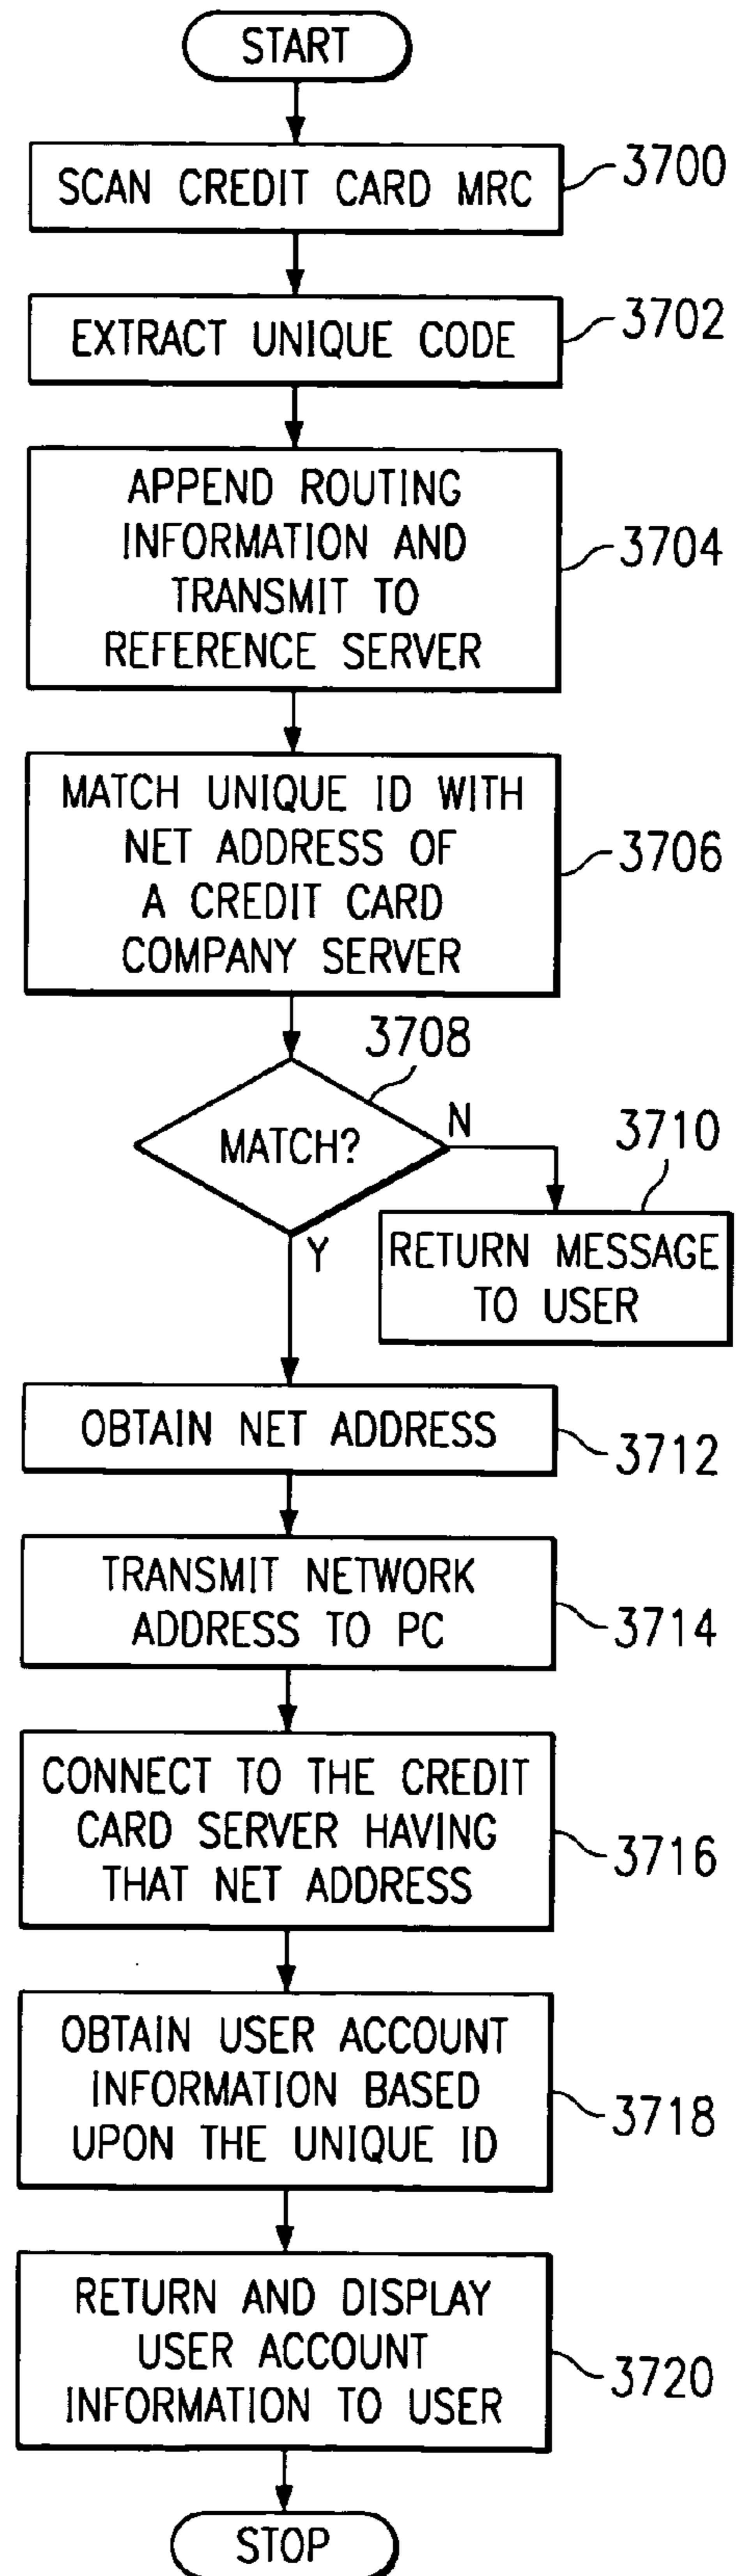 START
SCAN CREDIT CARD MRC
3700
EXTRACT UNIQUE CODE
3702
APPEND ROUTING
INFORMATION AND
TRANSMIT TO
REFERENCE SERVER
3704
MATCH UNIQUE ID WITH
NET ADDRESS OF
A CREDIT CARD
COMPANY SERVER
3706
3708
MATCH?
N
Y
3710
RETURN MESSAGE
TO USER
OBTAIN NET ADDRESS
3712
TRANSMIT NETWORK
ADDRESS TO PC
3714
CONNECT TO THE CREDIT
CARD SERVER HAVING
THAT NET ADDRESS
3716
OBTAIN USER ACCOUNT
INFORMATION BASED
UPON THE UNIQUE ID
3718
RETURN AND DISPLAY
USER ACCOUNT
INFORMATION TO USER
3720
STOP